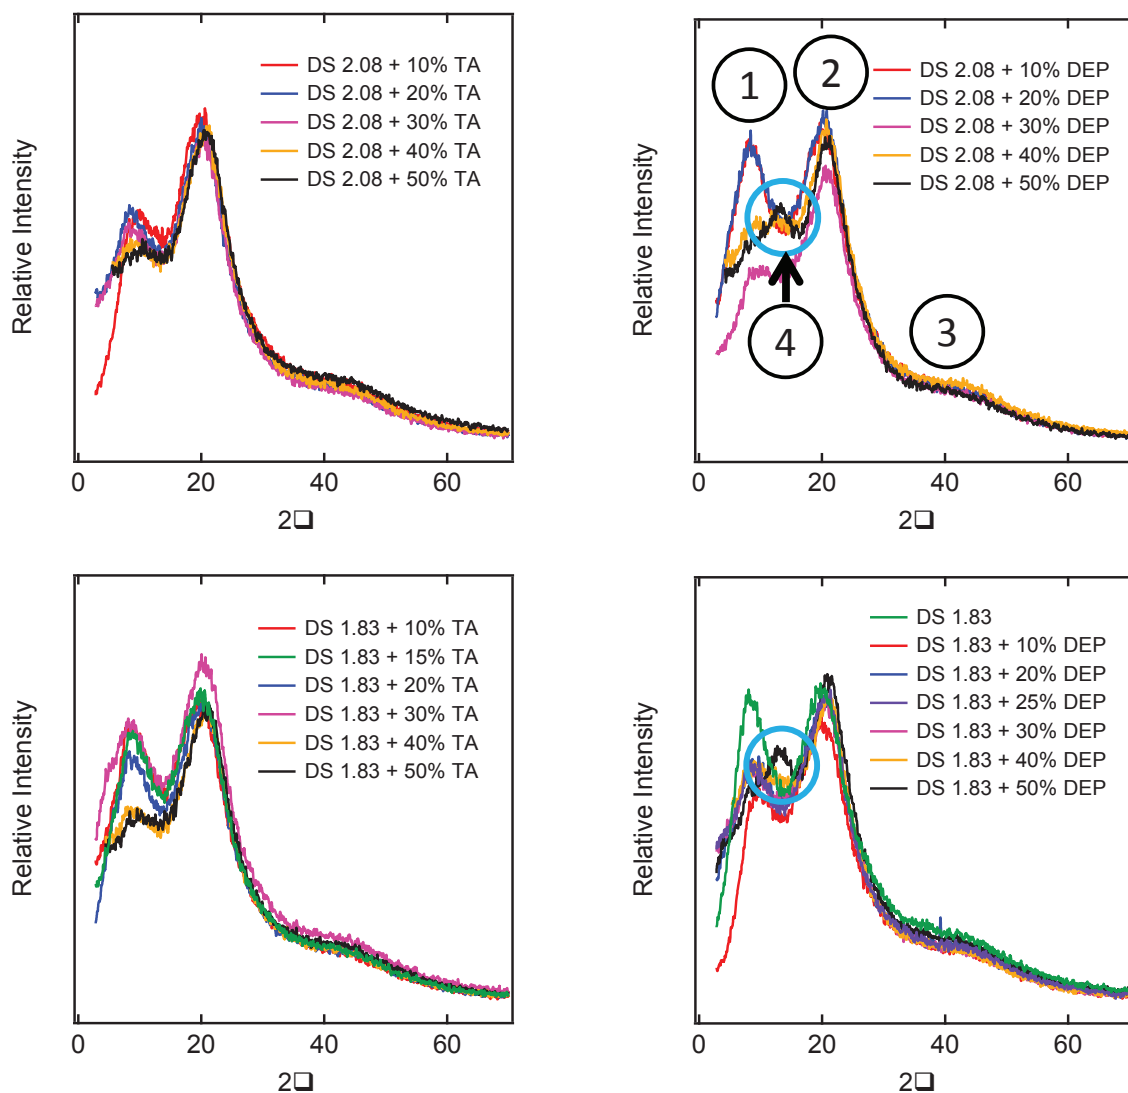 Relative Intensity
DS 2.08 + 10% TA
DS 2.08 + 20% TA
DS 2.08 + 30% TA
DS 2.08 + 40% TA
DS 2.08 + 50% TA
0 20 40 60
2❑
Relative Intensity
1
2
DS 2.08 + 10% DEP
DS 2.08 + 20% DEP
DS 2.08 + 30% DEP
DS 2.08 + 40% DEP
DS 2.08 + 50% DEP
3
4
0 20 40 60
2❑
Relative Intensity
DS 1.83 + 10% TA
DS 1.83 + 15% TA
DS 1.83 + 20% TA
DS 1.83 + 30% TA
DS 1.83 + 40% TA
DS 1.83 + 50% TA
0 20 40 60
2❑
Relative Intensity
DS 1.83
DS 1.83 + 10% DEP
DS 1.83 + 20% DEP
DS 1.83 + 25% DEP
DS 1.83 + 30% DEP
DS 1.83 + 40% DEP
DS 1.83 + 50% DEP
0 20 40 60
2❑